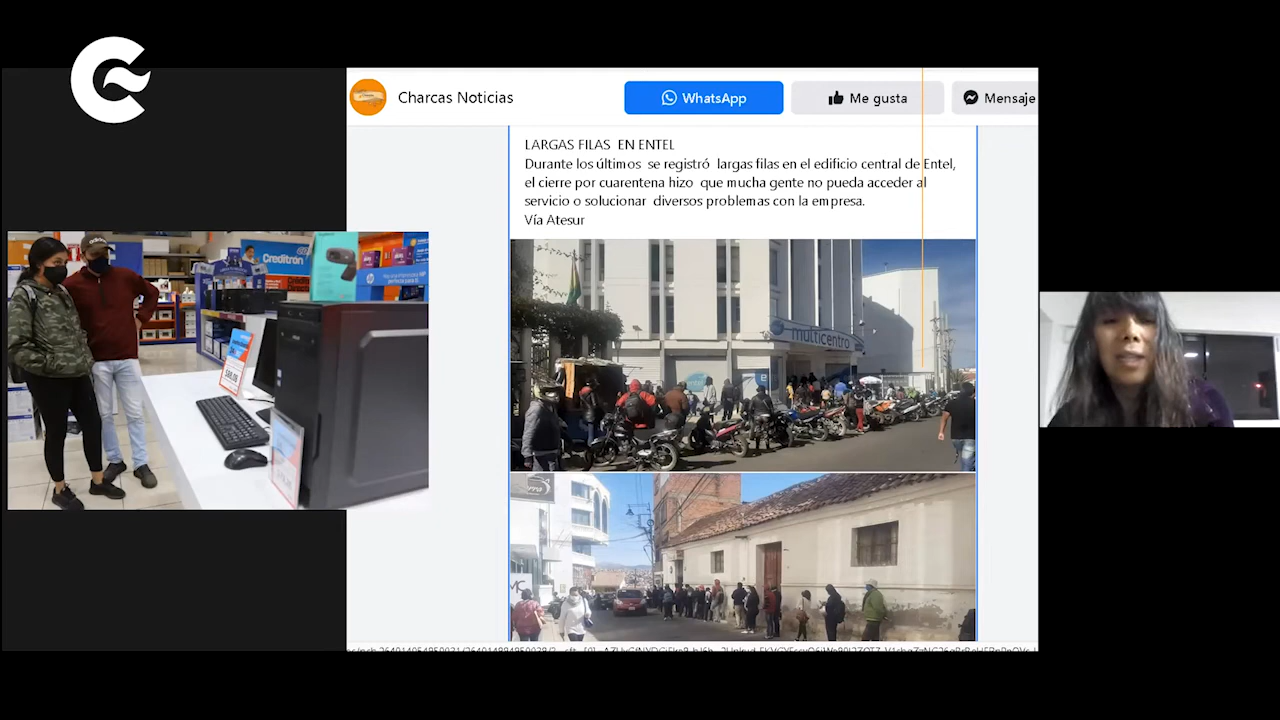 Charcas Noticias
WhatsApp
Me gusta
Mensaje
LARGAS FILAS EN ENTEL
Durante los últimos se registró largas filas en el edificio central de Entel,
el cierre por cuarentena hizo que mucha gente no pueda acceder al
servicio o solucionar diversos problemas con la empresa.
Vía Atesur
multicentro
Creditron
hp
adidas